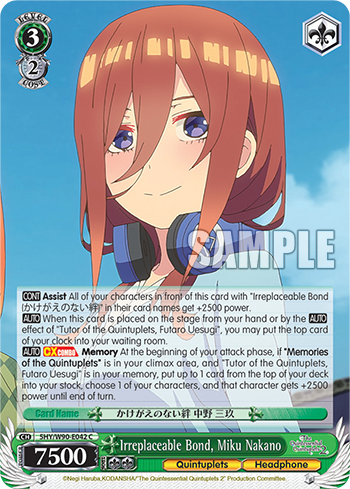 LEVEL
3
2
COST
SAMPLE
CONT Assist All of your characters in front of this card with "Irreplaceable Bond
(かけがえのない絆)" in their card names get +2500 power.
AUTO When this card is placed on the stage from your hand or by the AUTO
effect of "Tutor of the Quintuplets, Futaro Uesugi", you may put the top card
of your clock into your waiting room.
AUTO CXCOMBO Memory At the beginning of your attack phase, if "Memories
of the Quintuplets" is in your climax area, and "Tutor of the Quintuplets,
Futaro Uesugi" is in your memory, put up to 1 card from the top of your deck
into your stock, choose 1 of your characters, and that character gets +2500
power until end of turn.
Card Name かけがえのない絆 中野 三玖
CH 5HY/W90-E042 C
Irreplaceable Bond, Miku Nakano
POWER 7500
Quintuplets Headphone
©Negi Haruba, KODANSHA/"The Quintessential Quintuplets 2" Production Committee.